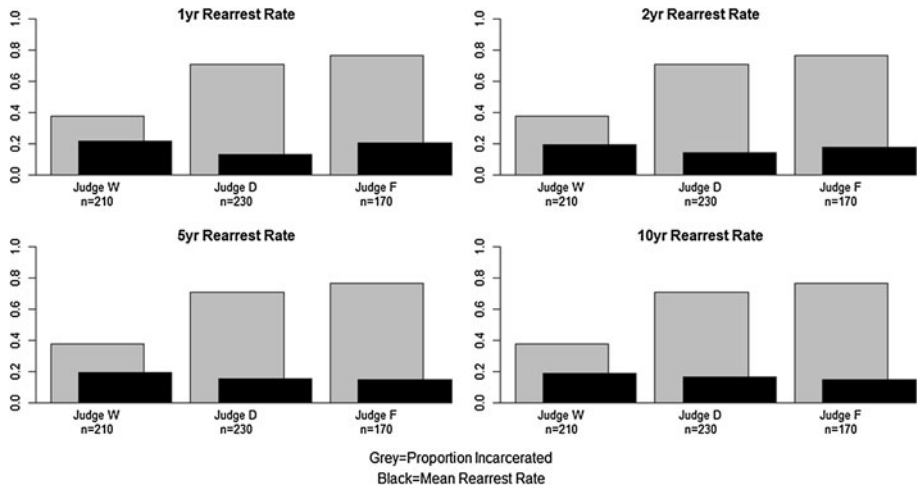 1yr Rearrest Rate
1.0
0.8
0.6
0.4
0.2
0.0
Judge W
n=210
Judge D
n=230
Judge F
n=170
2yr Rearrest Rate
1.0
0.8
0.6
0.4
0.2
0.0
Judge W
n=210
Judge D
n=230
Judge F
n=170
5yr Rearrest Rate
1.0
0.8
0.6
0.4
0.2
0.0
Judge W
n=210
Judge D
n=230
Judge F
n=170
10yr Rearrest Rate
1.0
0.8
0.6
0.4
0.2
0.0
Judge W
n=210
Judge D
n=230
Judge F
n=170
Grey=Proportion Incarcerated
Black=Mean Rearrest Rate